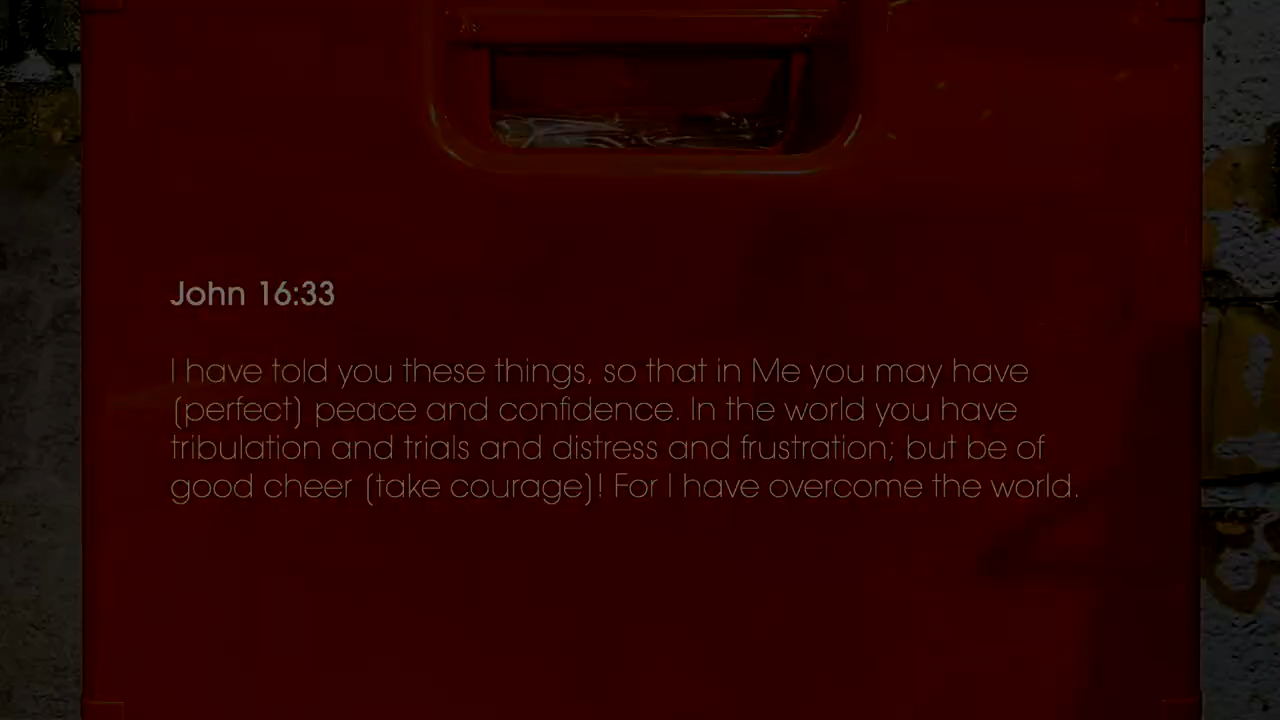 John 16:33
I have told you these things, so that in Me you may have
(perfect) peace and confidence. In the world you have
tribulation and trials and distress and frustration; but be of
good cheer (take courage)! For I have overcome the world.